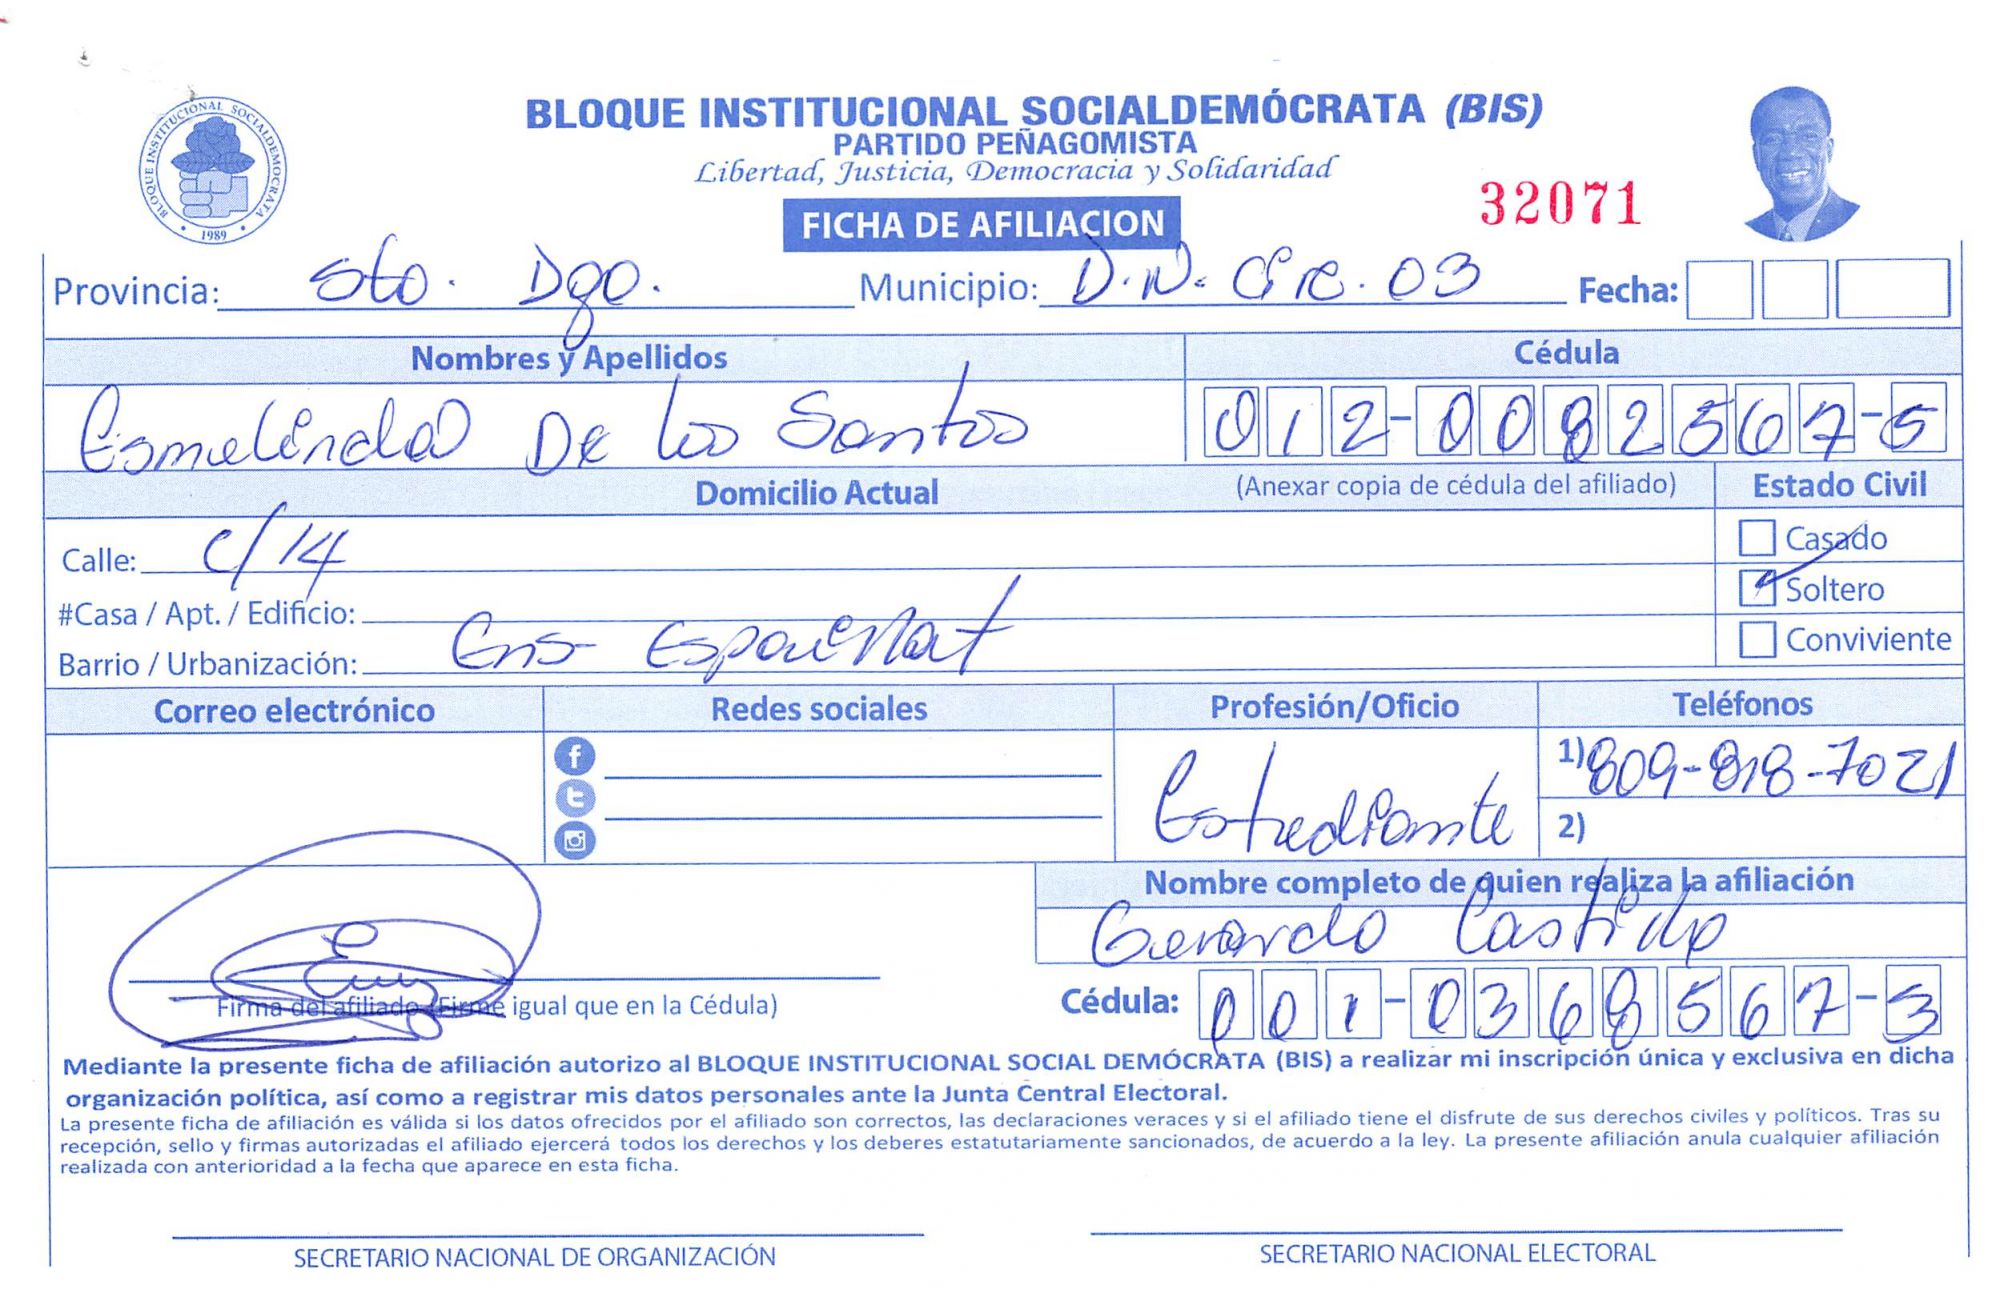 BLOQUE INSTITUCIONAL SOCIALDEMOCRATA
1989
BLOQUE INSTITUCIONAL SOCIALDEMÓCRATA (BIS)
PARTIDO PEÑAGOMISTA
Libertad, Justicia, Democracia y Solidaridad
32071
FICHA DE AFILIACION
Provincia: Sto. Dgo. Municipio: D.N. Circ. 03 Fecha:
Nombres y Apellidos Cédula
Esmelinda De los Santos 012-0082567-5
Domicilio Actual (Anexar copia de cédula del afiliado) Estado Civil
Calle: c/14 Casado
#Casa / Apt. / Edificio: Soltero
Barrio / Urbanización: Ens Espaillat Conviviente
Correo electrónico Redes sociales Profesión/Oficio Teléfonos
Estudiante 1) 809-818-7021
2)
Nombre completo de quien realiza la afiliación
Gerardo Castillo
Firma del afiliado (Firme igual que en la Cédula) Cédula: 001-0368567-3
Mediante la presente ficha de afiliación autorizo al BLOQUE INSTITUCIONAL SOCIAL DEMÓCRATA (BIS) a realizar mi inscripción única y exclusiva en dicha
organización política, así como a registrar mis datos personales ante la Junta Central Electoral.
La presente ficha de afiliación es válida si los datos ofrecidos por el afiliado son correctos, las declaraciones veraces y si el afiliado tiene el disfrute de sus derechos civiles y políticos. Tras su
recepción, sello y firmas autorizadas el afiliado ejercerá todos los derechos y los deberes estatutariamente sancionados, de acuerdo a la ley. La presente afiliación anula cualquier afiliación
realizada con anterioridad a la fecha que aparece en esta ficha.
SECRETARIO NACIONAL DE ORGANIZACIÓN SECRETARIO NACIONAL ELECTORAL